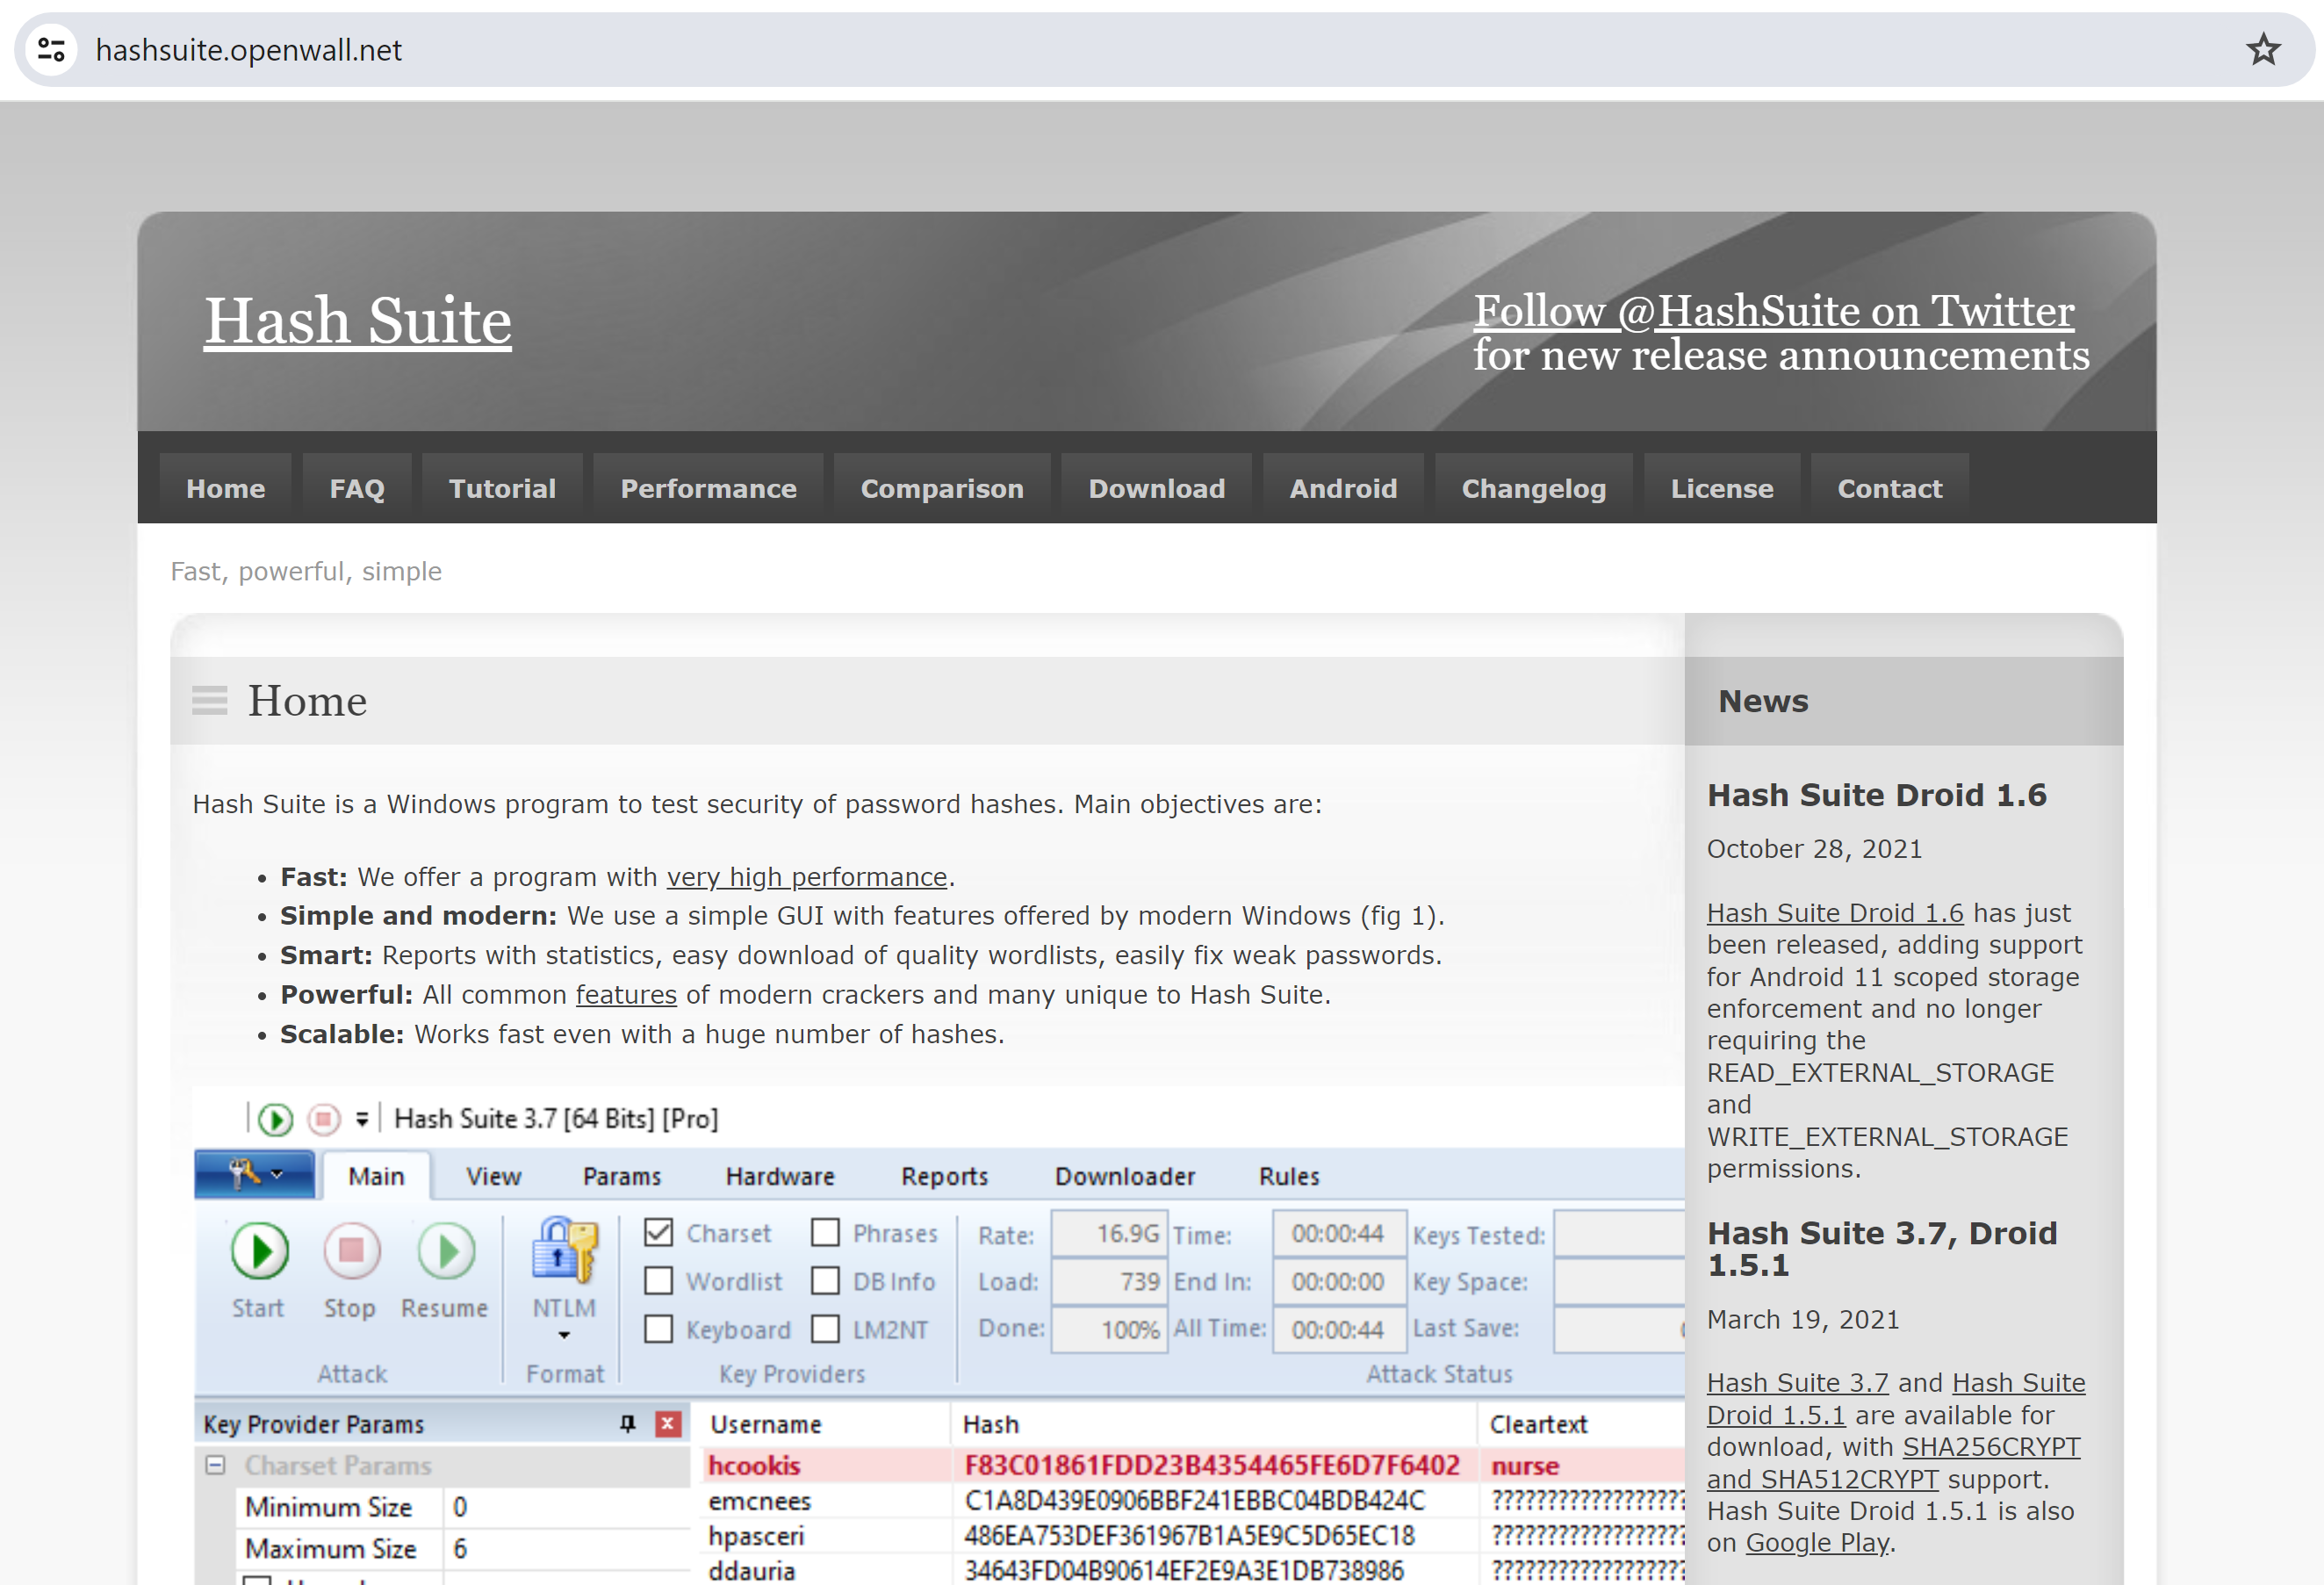 hashsuite.openwall.net
Hash Suite
Follow @HashSuite on Twitter
for new release announcements
Home FAQ Tutorial Performance Comparison Download Android Changelog License Contact
Fast, powerful, simple
Home
Hash Suite is a Windows program to test security of password hashes. Main objectives are:
• Fast: We offer a program with very high performance.
• Simple and modern: We use a simple GUI with features offered by modern Windows (fig 1).
• Smart: Reports with statistics, easy download of quality wordlists, easily fix weak passwords.
• Powerful: All common features of modern crackers and many unique to Hash Suite.
• Scalable: Works fast even with a huge number of hashes.
Hash Suite 3.7 [64 Bits] [Pro]
Main View Params Hardware Reports Downloader Rules
Start Stop Resume
Attack
NTLM
Format
Charset Phrases
Wordlist DB Info
Keyboard LM2NT
Key Providers
Rate: 16.9G Time: 00:00:44 Keys Tested:
Load: 739 End In: 00:00:00 Key Space:
Done: 100% All Time: 00:00:44 Last Save:
Attack Status
Key Provider Params
Charset Params
Minimum Size 0
Maximum Size 6
Username Hash Cleartext
hcookis F83C01861FDD23B4354465FE6D7F6402 nurse
emcnees C1A8D439E0906BBF241EBBC04BDB424C ?????????????????
hpasceri 486EA753DEF361967B1A5E9C5D65EC18 ?????????????????
ddauria 34643FD04B90614EF2E9A3E1DB738986 ?????????????????
News
Hash Suite Droid 1.6
October 28, 2021
Hash Suite Droid 1.6 has just
been released, adding support
for Android 11 scoped storage
enforcement and no longer
requiring the
READ_EXTERNAL_STORAGE
and
WRITE_EXTERNAL_STORAGE
permissions.
Hash Suite 3.7, Droid
1.5.1
March 19, 2021
Hash Suite 3.7 and Hash Suite
Droid 1.5.1 are available for
download, with SHA256CRYPT
and SHA512CRYPT support.
Hash Suite Droid 1.5.1 is also
on Google Play.